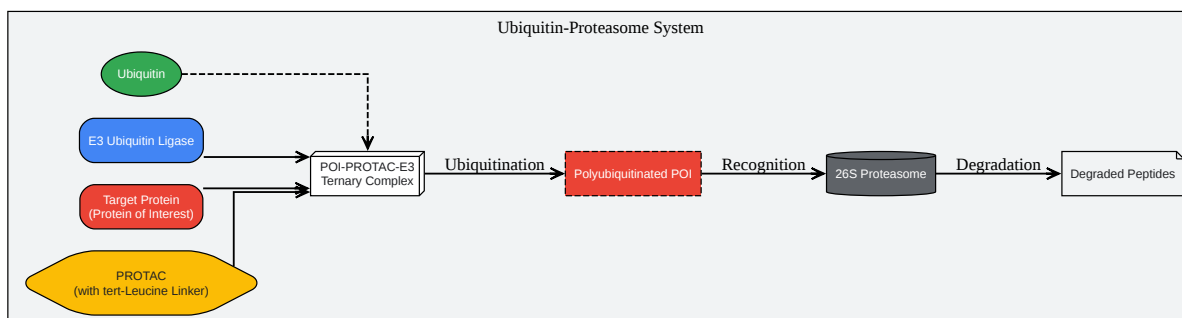 Ubiquitin-Proteasome System
Ubiquitin
E3 Ubiquitin Ligase
POI-PROTAC-E3
Ternary Complex
Ubiquitination
Polyubiquitinated POI
Recognition
26S Proteasome
Degradation
Degraded Peptides
Target Protein
(Protein of Interest)
PROTAC
(with tert-Leucine Linker)